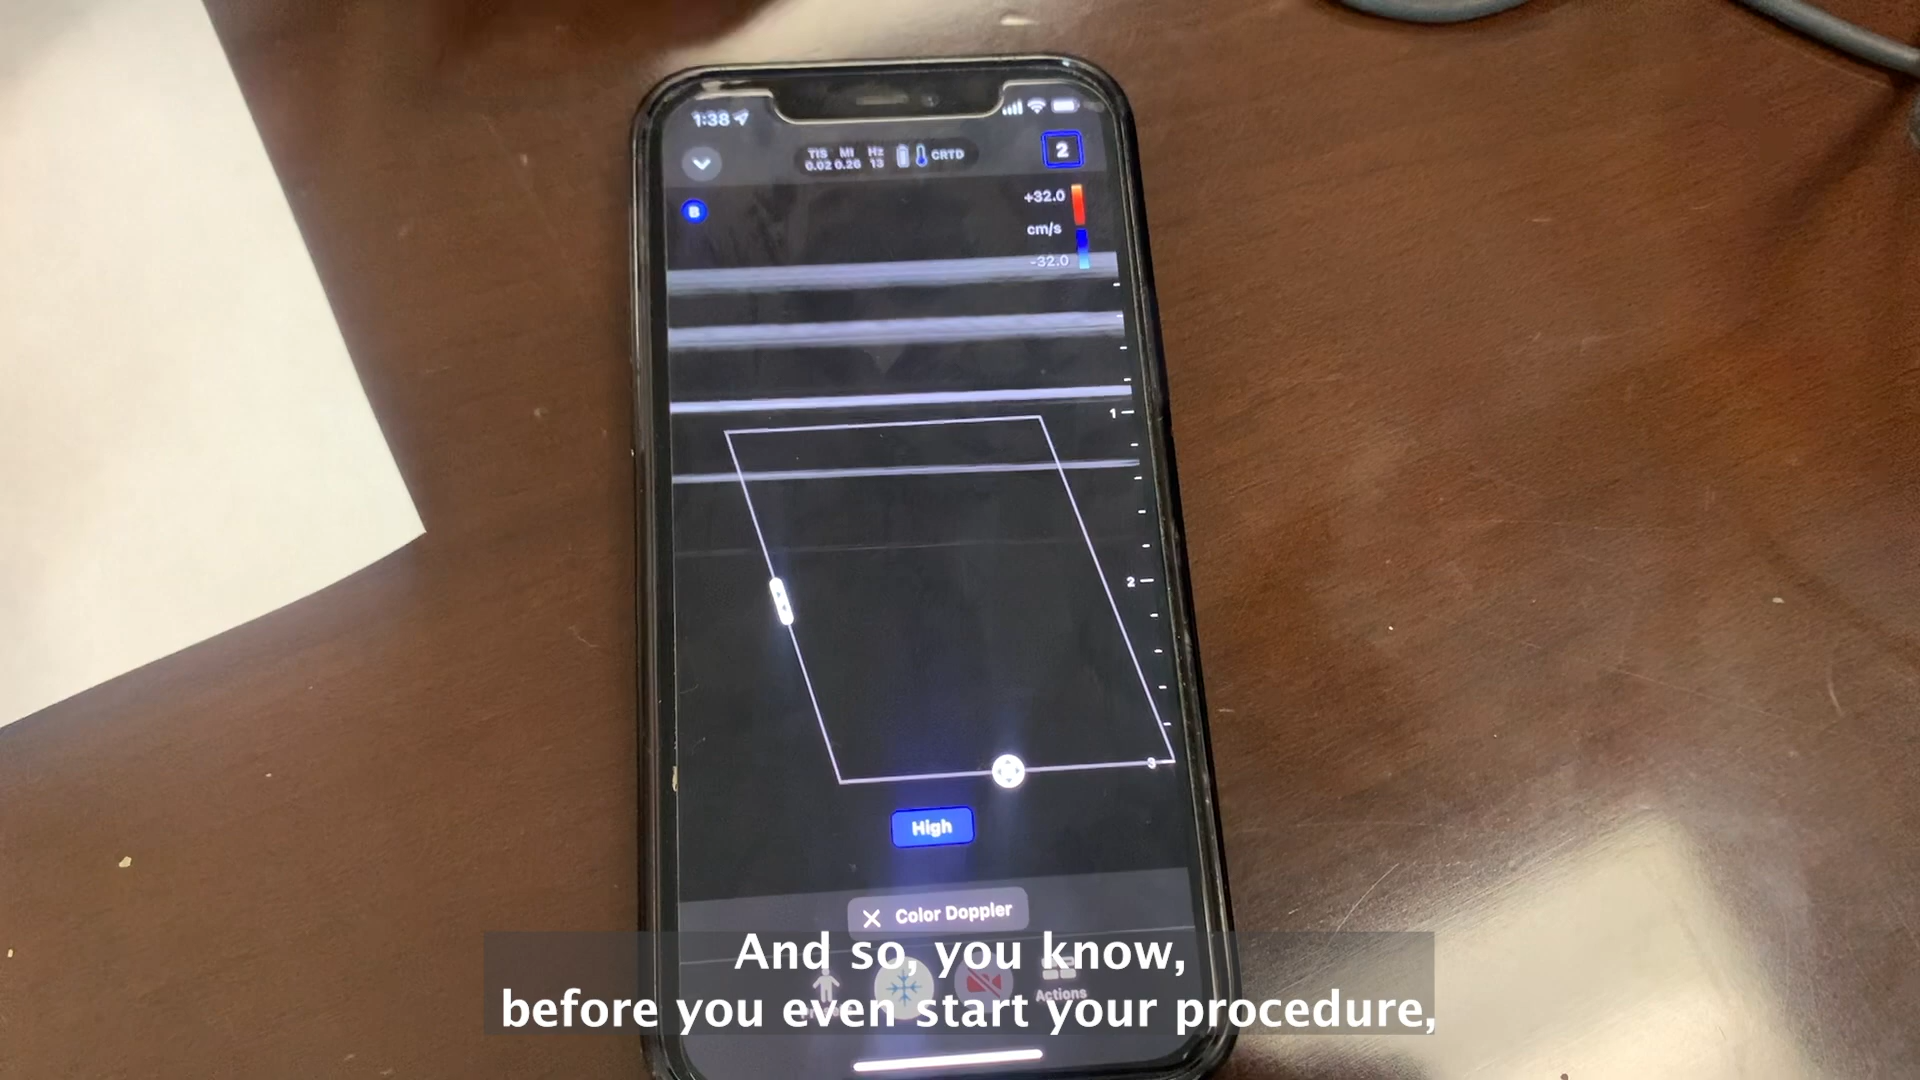 1:38
TIS MI Hz
0.02 0.26 13
CRTD
2
B
+32.0
cm/s
-32.0
1
2
3
High
Color Doppler
Actions
And so, you know,
before you even start your procedure,